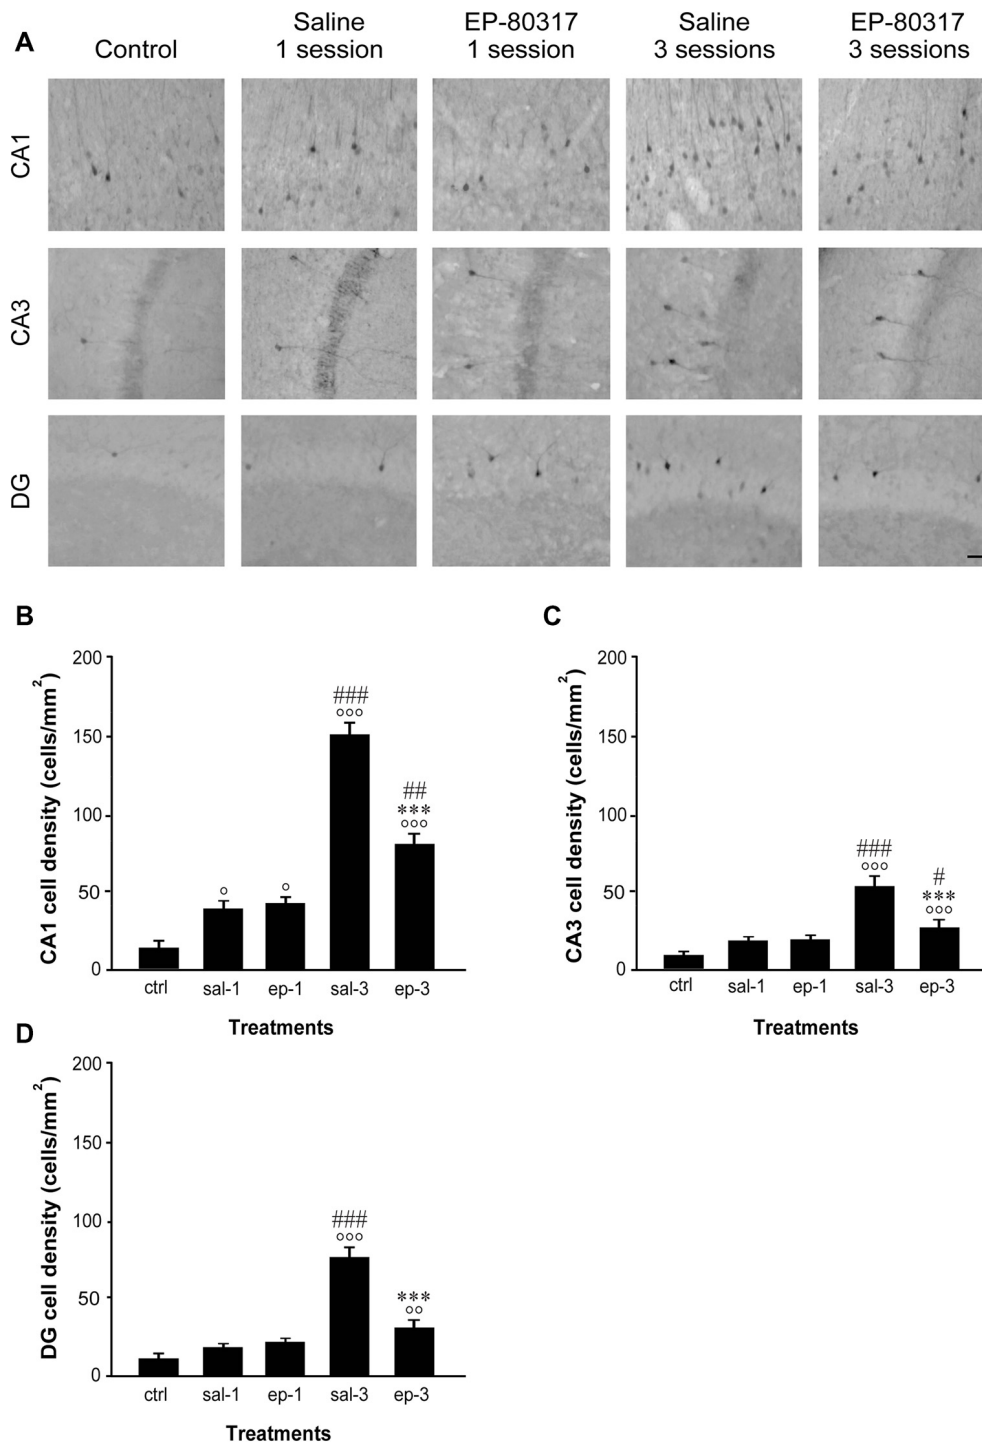 A
Control
Saline
1 session
EP-80317
1 session
Saline
3 sessions
EP-80317
3 sessions
CA1
CA3
DG
B
CA1 cell density (cells/mm²)
200
150
100
50
0
###
°°°
##
***
°°°
°
°
ctrl sal-1 ep-1 sal-3 ep-3
Treatments
C
CA3 cell density (cells/mm²)
200
150
100
50
0
###
°°°
#
***
°°°
ctrl sal-1 ep-1 sal-3 ep-3
Treatments
D
DG cell density (cells/mm²)
200
150
100
50
0
###
°°°
***
°°
ctrl sal-1 ep-1 sal-3 ep-3
Treatments